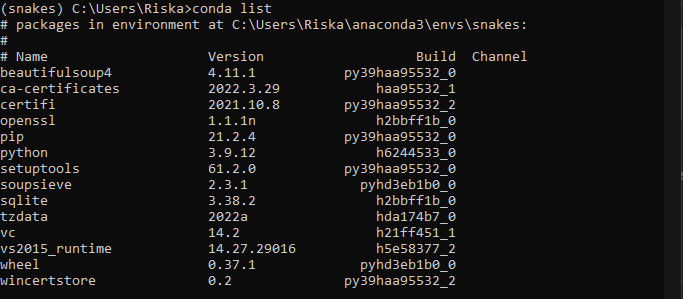 (snakes) C:\Users\Riska>conda list
# packages in environment at C:\Users\Riska\anaconda3\envs\snakes:
#
# Name Version Build Channel
beautifulsoup4 4.11.1 py39haa95532_0
ca-certificates 2022.3.29 haa95532_1
certifi 2021.10.8 py39haa95532_2
openssl 1.1.1n h2bbff1b_0
pip 21.2.4 py39haa95532_0
python 3.9.12 h6244533_0
setuptools 61.2.0 py39haa95532_0
soupsieve 2.3.1 pyhd3eb1b0_0
sqlite 3.38.2 h2bbff1b_0
tzdata 2022a hda174b7_0
vc 14.2 h21ff451_1
vs2015_runtime 14.27.29016 h5e58377_2
wheel 0.37.1 pyhd3eb1b0_0
wincertstore 0.2 py39haa95532_2